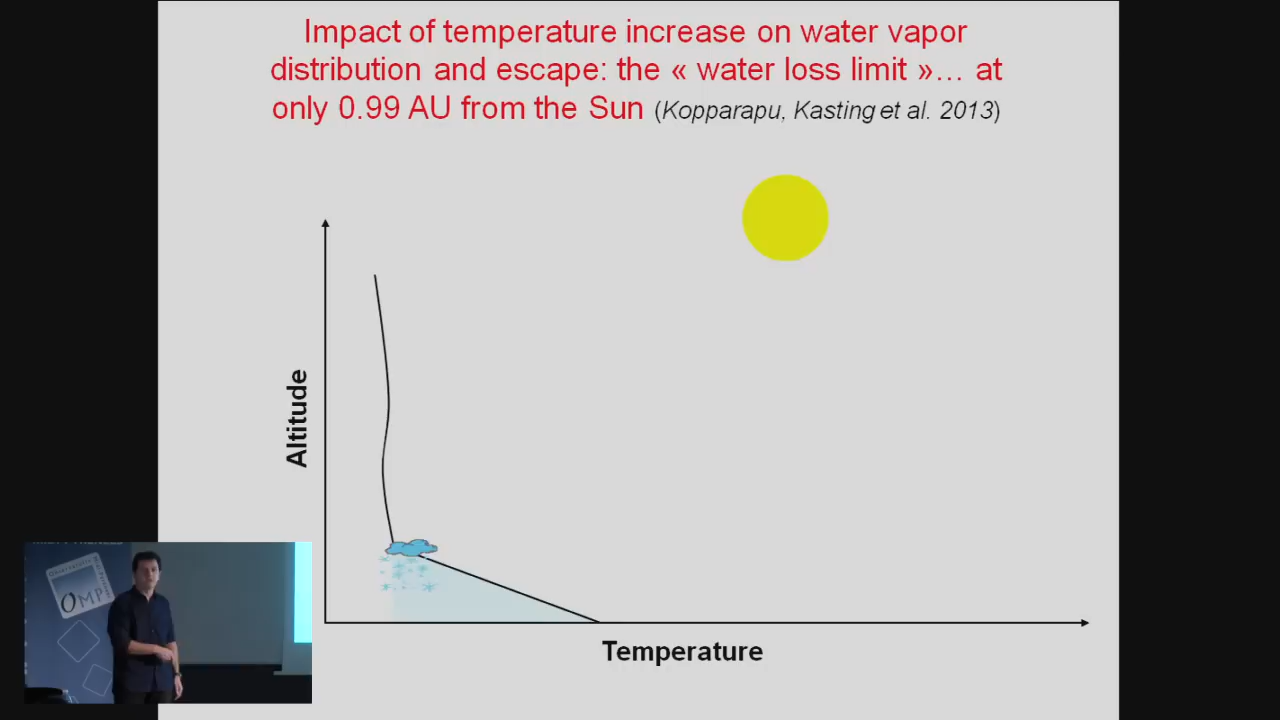 Impact of temperature increase on water vapor
distribution and escape: the « water loss limit »… at
only 0.99 AU from the Sun (Kopparapu, Kasting et al. 2013)
Altitude
Temperature
OMP